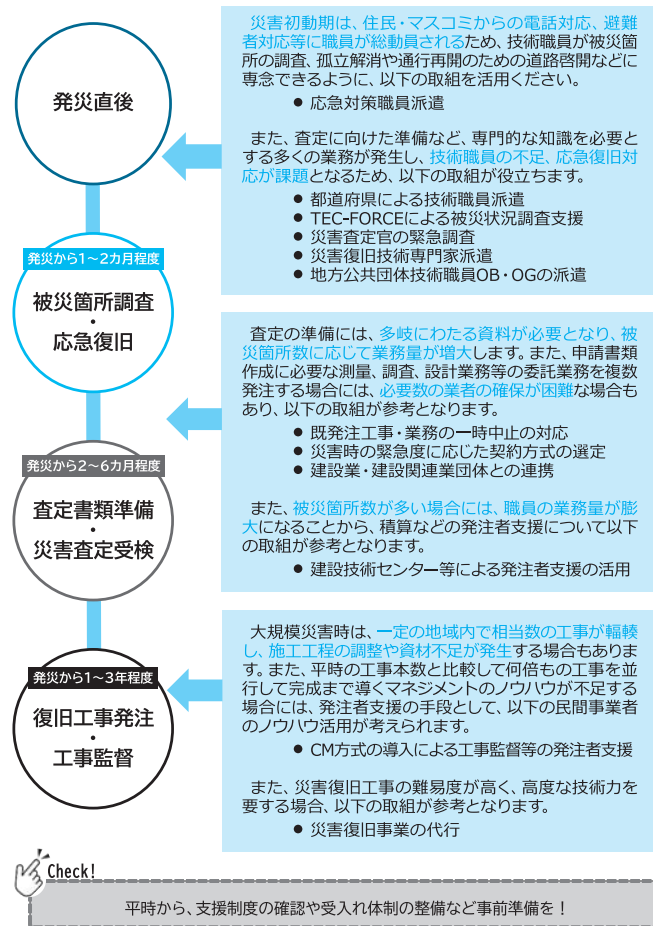 発災直後
災害初動期は、住民・マスコミからの電話対応、避難
者対応等に職員が総動員されるため、技術職員が被災箇
所の調査、孤立解消や通行再開のための道路啓開などに
専念できるように、以下の取組を活用ください。
● 応急対策職員派遣
また、査定に向けた準備など、専門的な知識を必要と
する多くの業務が発生し、技術職員の不足、応急復旧対
応が課題となるため、以下の取組が役立ちます。
● 都道府県による技術職員派遣
● TEC-FORCEによる被災状況調査支援
● 災害査定官の緊急調査
● 災害復旧技術専門家派遣
● 地方公共団体技術職員OB・OGの派遣
発災から1～2カ月程度
被災箇所調査
・
応急復旧
査定の準備には、多岐にわたる資料が必要となり、被
災箇所数に応じて業務量が増大します。また、申請書類
作成に必要な測量、調査、設計業務等の委託業務を複数
発注する場合には、必要数の業者の確保が困難な場合も
あり、以下の取組が参考となります。
● 既発注工事・業務の一時中止の対応
● 災害時の緊急度に応じた契約方式の選定
● 建設業・建設関連業団体との連携
また、被災箇所数が多い場合には、職員の業務量が膨
大になることから、積算などの発注者支援について以下
の取組が参考となります。
● 建設技術センター等による発注者支援の活用
発災から2～6カ月程度
査定書類準備
・
災害査定受検
大規模災害時は、一定の地域内で相当数の工事が輻輳
し、施工工程の調整や資材不足が発生する場合もありま
す。また、平時の工事本数と比較して何倍もの工事を並
行して完成まで導くマネジメントのノウハウが不足する
場合には、発注者支援の手段として、以下の民間事業者
のノウハウ活用が考えられます。
● CM方式の導入による工事監督等の発注者支援
また、災害復旧工事の難易度が高く、高度な技術力を
要する場合、以下の取組が参考となります。
● 災害復旧事業の代行
発災から1～3年程度
復旧工事発注
・
工事監督
Check!
平時から、支援制度の確認や受入れ体制の整備など事前準備を！